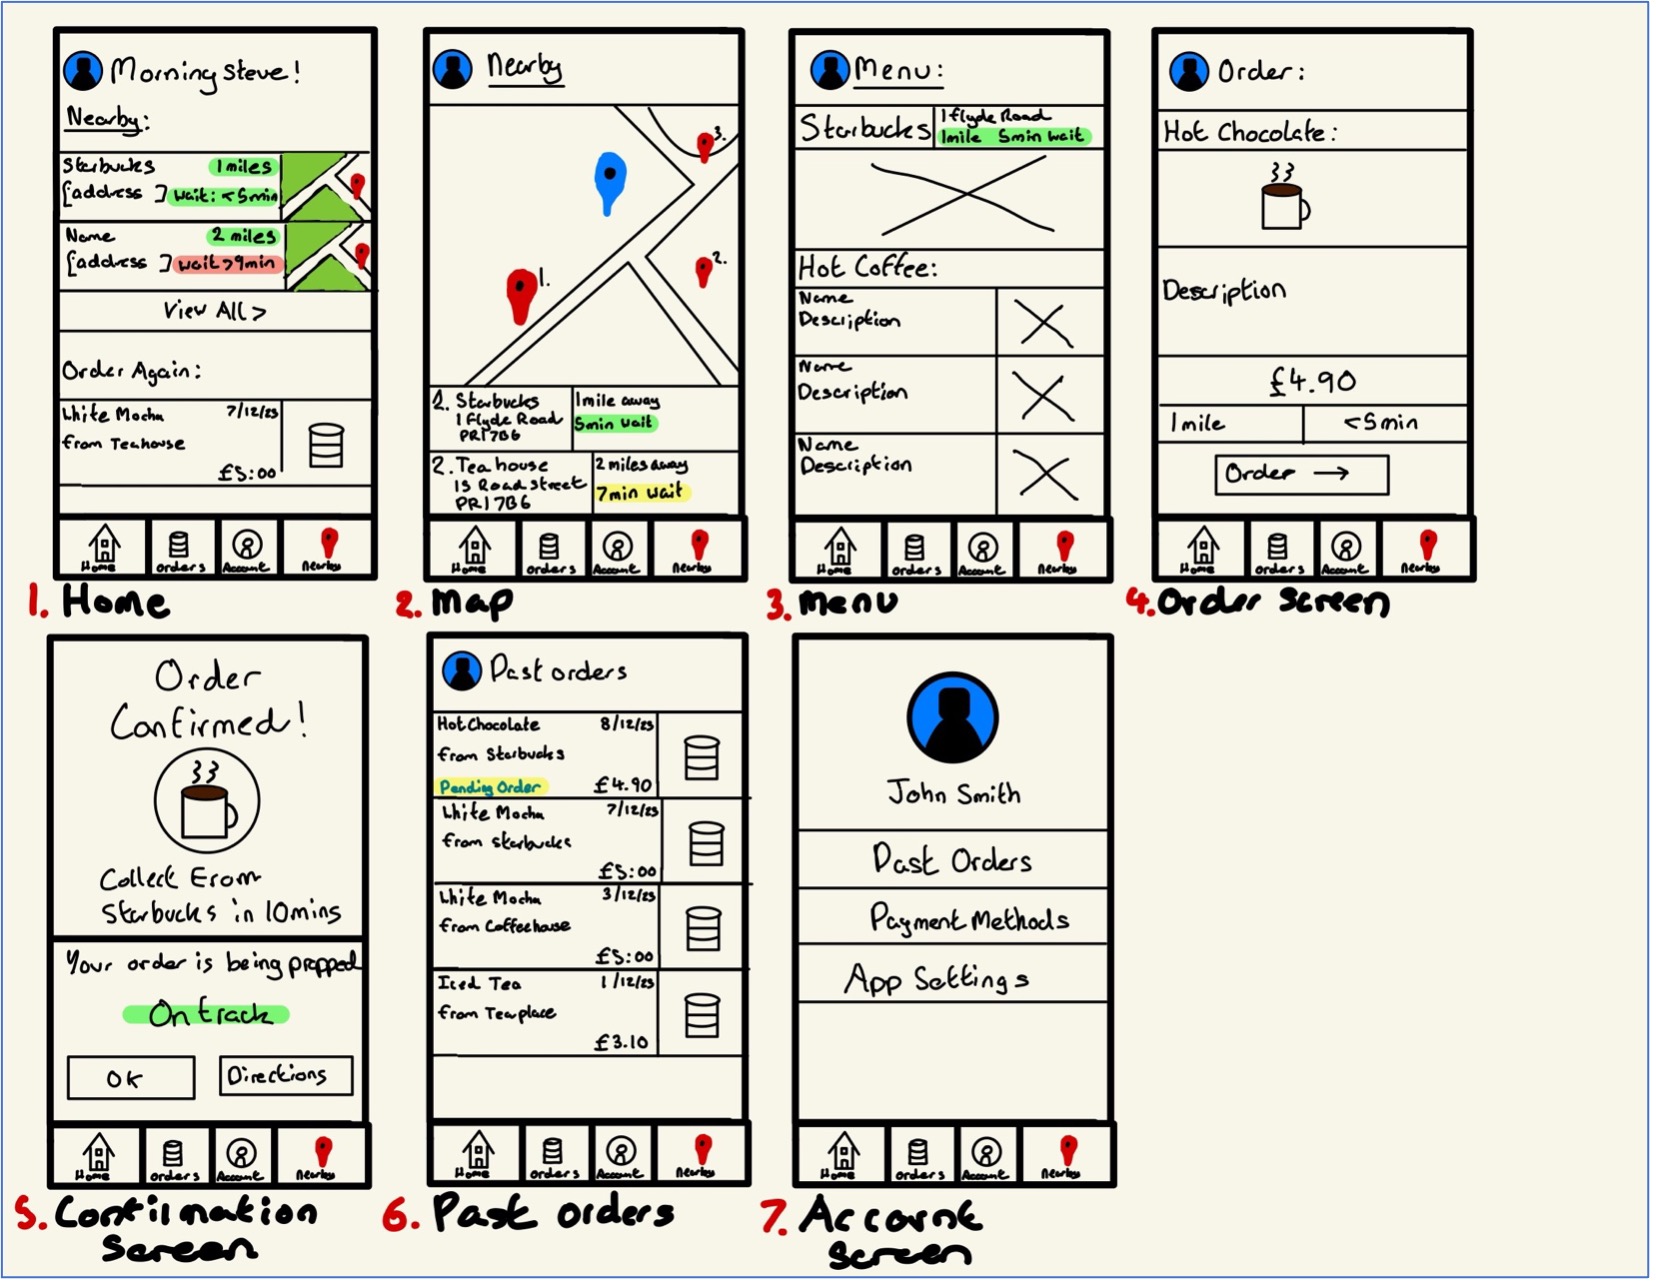 Morning Steve!
Nearby:
Starbucks 1 miles
[address ] wait: <5min
Name 2 miles
[address ] wait >9min
View All >
Order Again:
White Mocha 7/12/23
from Teahouse
£5:00
Home orders Account Nearby
1. Home
Nearby
3.
1.
2.
1. Starbucks 1mile away
1 Flyde Road 5min wait
PR17BG
2. Tea house 2 miles away
15 Road Street 7min wait
PR17BG
Home orders Account Nearby
2. Map
Menu:
Starbucks 1 flyde Road
1mile 5min wait
Hot Coffee:
Name
Description
Name
Description
Name
Description
Home orders Account Nearby
3. Menu
Order:
Hot Chocolate:
Description
£4.90
1mile <5min
Order →
Home orders Account Nearby
4. Order screen
Order
Confirmed!
Collect From
Starbucks in 10mins
Your order is being propped
On track
OK Directions
Home orders Account Nearby
5. Confirmation
screen
Past orders
Hot Chocolate 8/12/23
from Starbucks
Pending Order £4.90
White Mocha 7/12/23
from Starbucks
£5:00
White Mocha 3/12/23
from Coffeehouse
£5:00
Iced Tea 1/12/23
from Teaplace
£3.10
Home orders Account Nearby
6. Past orders
John Smith
Past Orders
Payment Methods
App Settings
Home orders Account Nearby
7. Account
screen